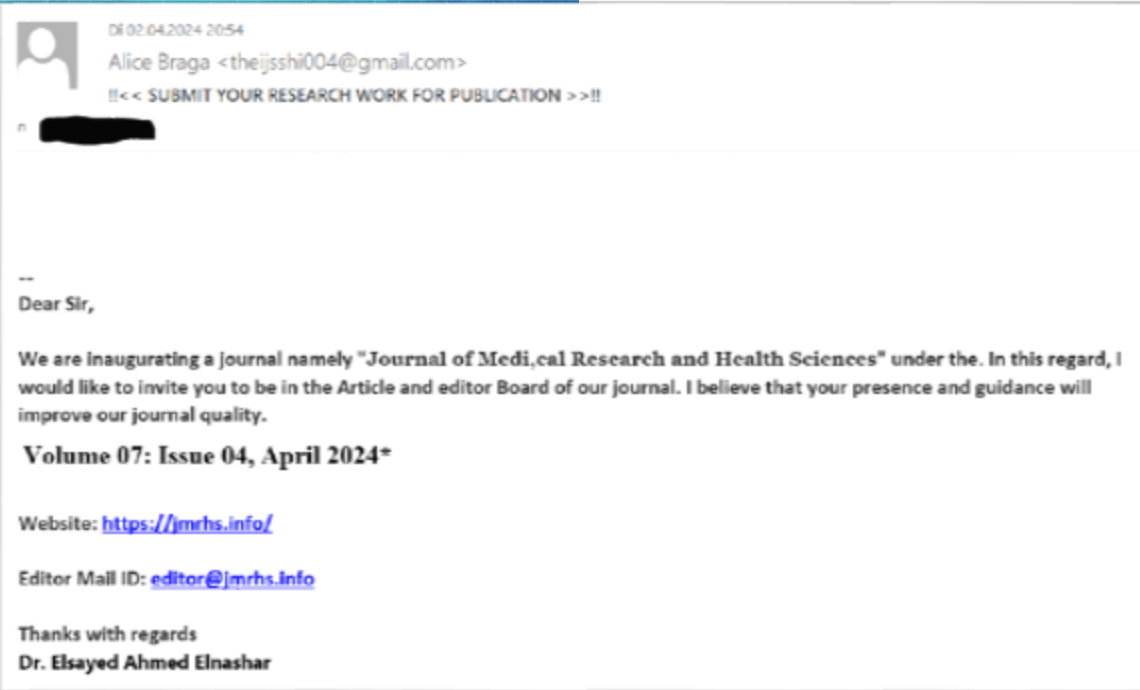 Di 02.04.2024 20:54
Alice Braga <theijsshi004@gmail.com>
!!<< SUBMIT YOUR RESEARCH WORK FOR PUBLICATION >>!!
n
--
Dear Sir,
We are inaugurating a journal namely "Journal of Medi,cal Research and Health Sciences" under the. In this regard, I
would like to invite you to be in the Article and editor Board of our journal. I believe that your presence and guidance will
improve our journal quality.
Volume 07: Issue 04, April 2024*
Website: https://jmrhs.info/
Editor Mail ID: editor@jmrhs.info
Thanks with regards
Dr. Elsayed Ahmed Elnashar